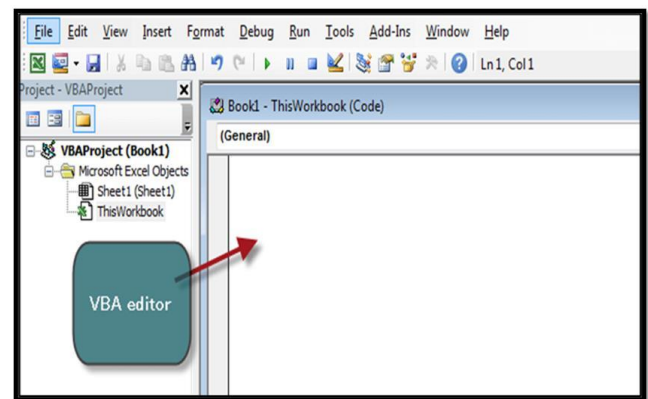 File Edit View Insert Format Debug Run Tools Add-Ins Window Help
Ln 1, Col 1
Project - VBAProject
Book1 - ThisWorkbook (Code)
(General)
VBAProject (Book1)
Microsoft Excel Objects
Sheet1 (Sheet1)
ThisWorkbook
VBA editor